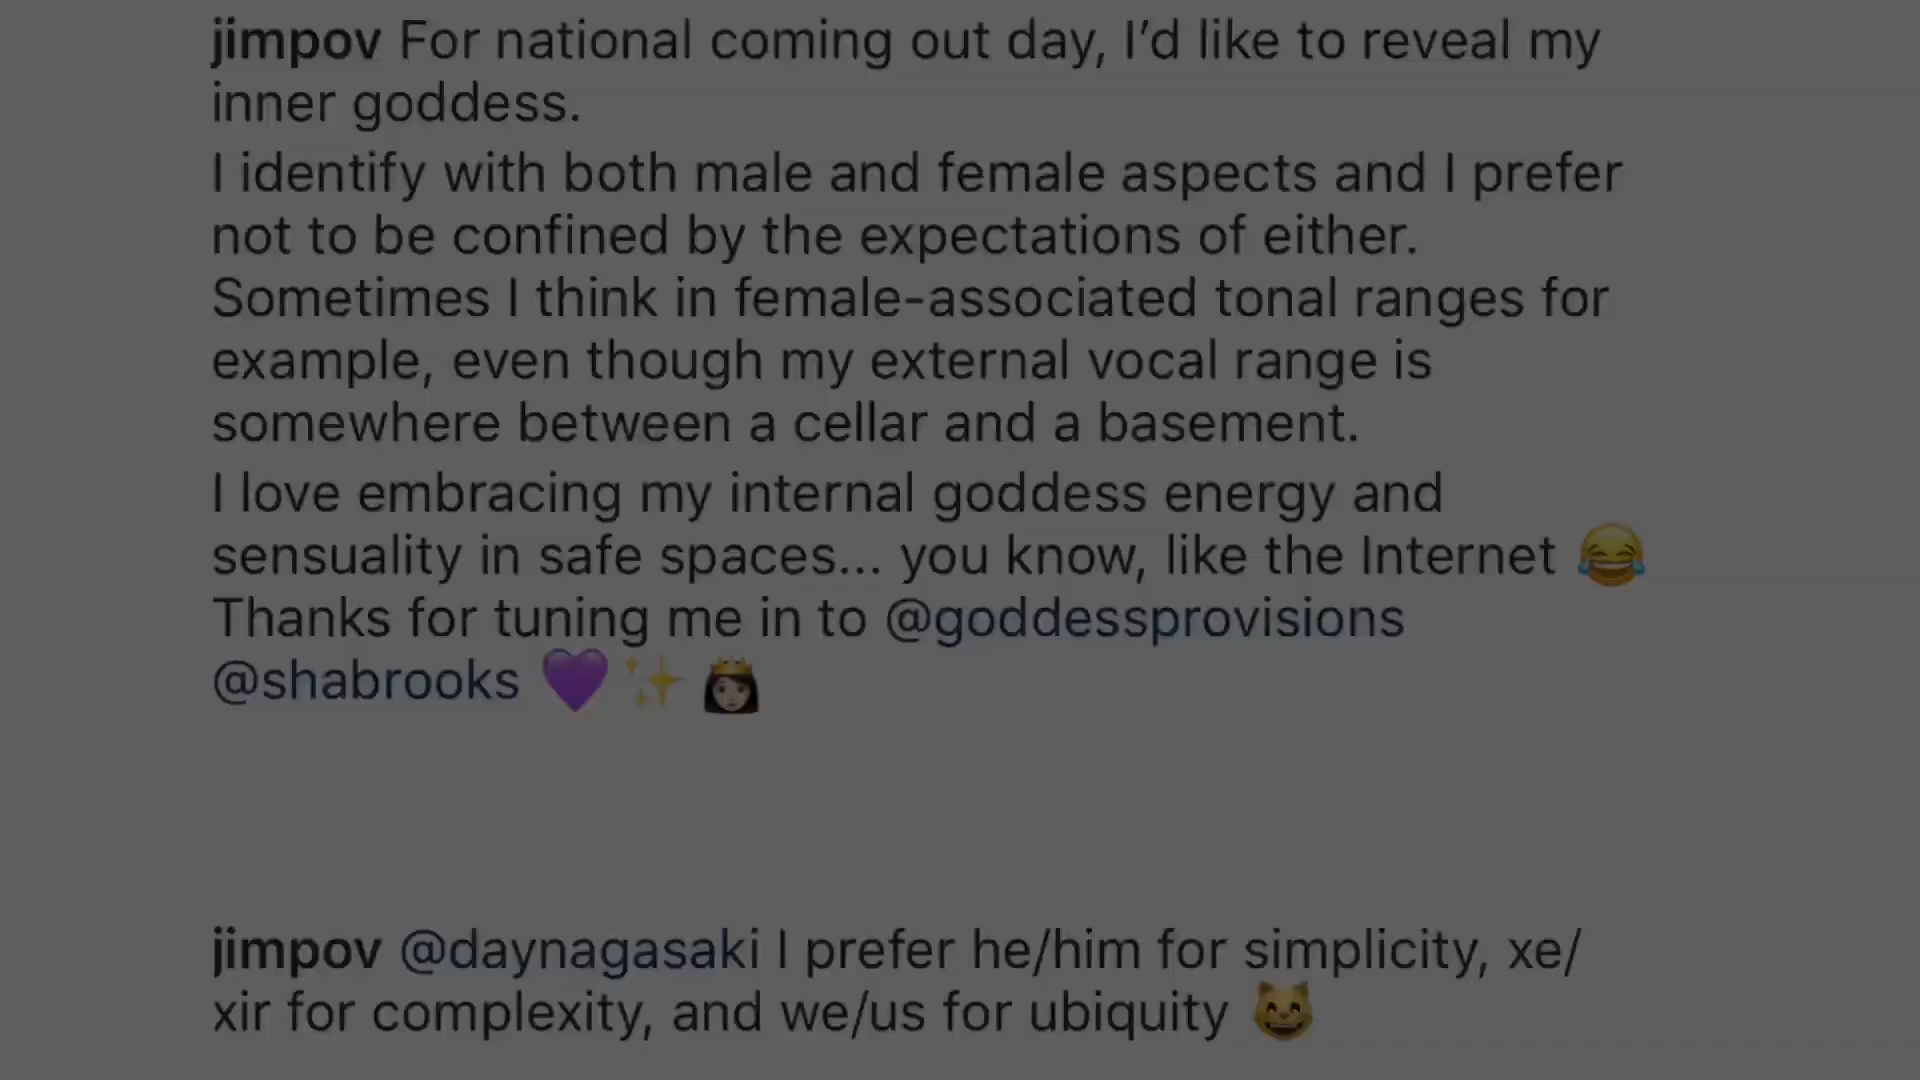 jimpov For national coming out day, I’d like to reveal my
inner goddess.
I identify with both male and female aspects and I prefer
not to be confined by the expectations of either.
Sometimes I think in female-associated tonal ranges for
example, even though my external vocal range is
somewhere between a cellar and a basement.
I love embracing my internal goddess energy and
sensuality in safe spaces... you know, like the Internet 😂
Thanks for tuning me in to @goddessprovisions
@shabrooks 💜✨👸🏻
jimpov @daynagasaki I prefer he/him for simplicity, xe/
xir for complexity, and we/us for ubiquity 😸